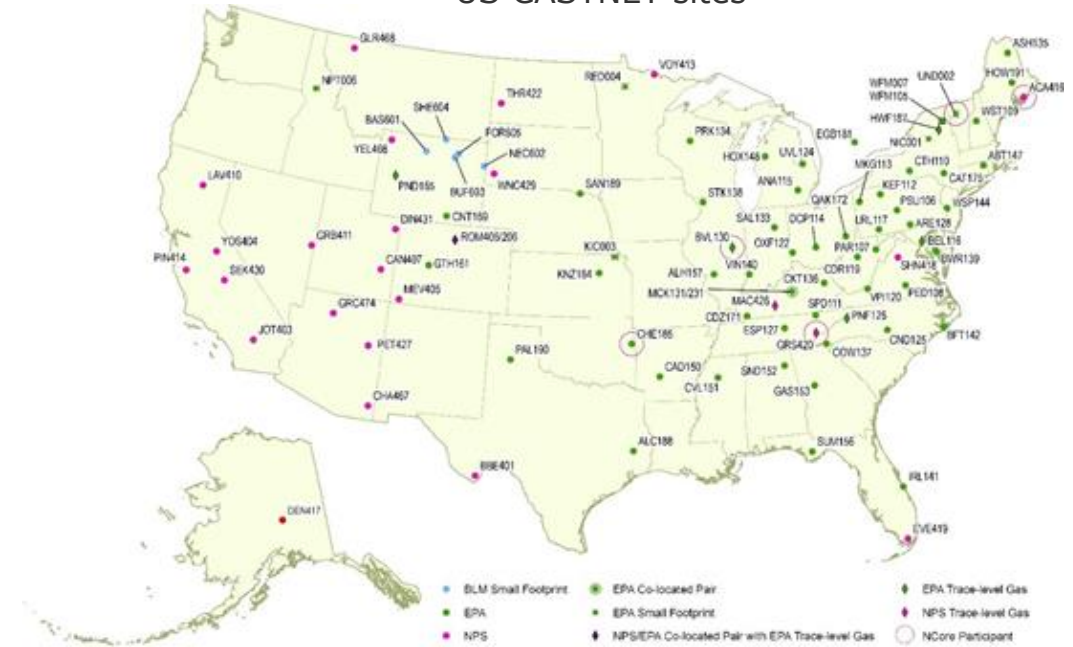 US CASTNET sites
GLR468
VOY413
ASH135
NPT006
RED004
WFM007
UND002
HOW191
ACA416
THR422
WFM105
SHE604
HWF187
WST109
BAS601
FOR605
PRK134
EGB181
NIC001
YEL408
NEC602
HOX148
UVL124
MKG113
CTH110
ABT147
LAV410
PND165
BUF603
WNC429
SAN189
ANA115
KEF112
CAT175
STK138
QAK172
PSU106
WSP144
DIN431
CNT169
SAL133
DCP114
LRL117
ARE128
YOS404
GRB411
ROM406/206
BVL130
OXF122
PAR107
BEL116
PIN414
KIC003
VIN140
CDR119
SHN418
BWR139
SEK430
CAN407
GTH161
KNZ184
ALH157
CKT136
MEV405
MCK131/231
VPI120
PED108
GRC474
MAC426
SPD111
PNF126
CDZ171
JOT403
CHE185
ESP127
GRS420
CND125
BFT142
PET427
PAL190
COW137
CAD150
SND152
CVL151
GAS153
CHA467
ALC188
SUM156
BBE401
IRL141
DEN417
EVE419
BLM Small Footprint
EPA Co-located Pair
EPA Trace-level Gas
EPA
EPA Small Footprint
NPS Trace-level Gas
NPS
NPS/EPA Co-located Pair with EPA Trace-level Gas
NCore Participant